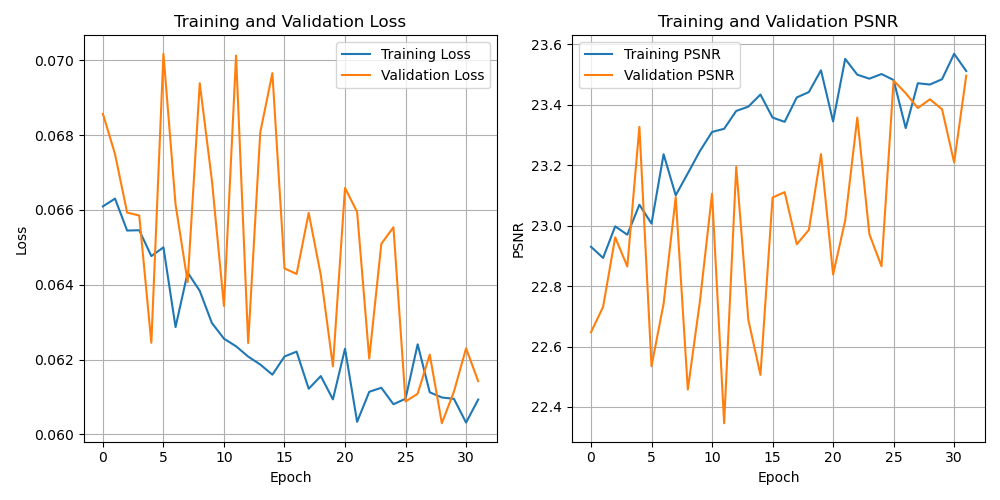 Training and Validation Loss
Training Loss
Validation Loss
0.070
0.068
0.066
0.064
0.062
0.060
Loss
0 5 10 15 20 25 30
Epoch
Training and Validation PSNR
Training PSNR
Validation PSNR
23.6
23.4
23.2
23.0
22.8
22.6
22.4
PSNR
0 5 10 15 20 25 30
Epoch